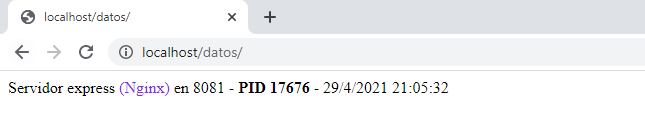 localhost/datos/
localhost/datos/
Servidor express (Nginx) en 8081 - PID 17676 - 29/4/2021 21:05:32